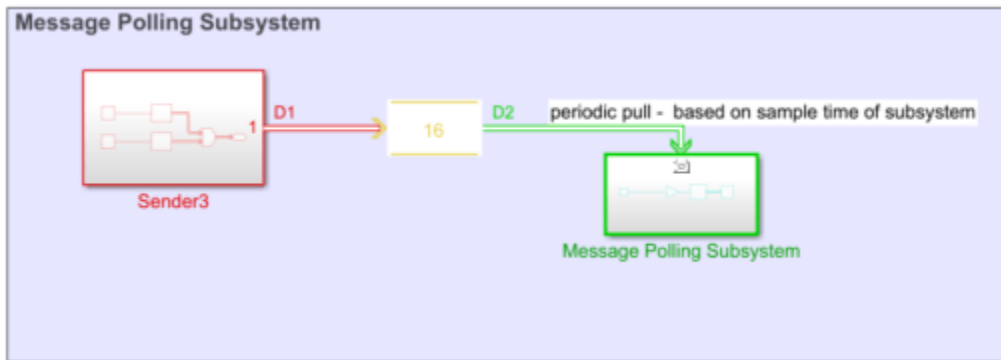 Message Polling Subsystem
D1
D2
periodic pull - based on sample time of subsystem
1
16
Sender3
Message Polling Subsystem